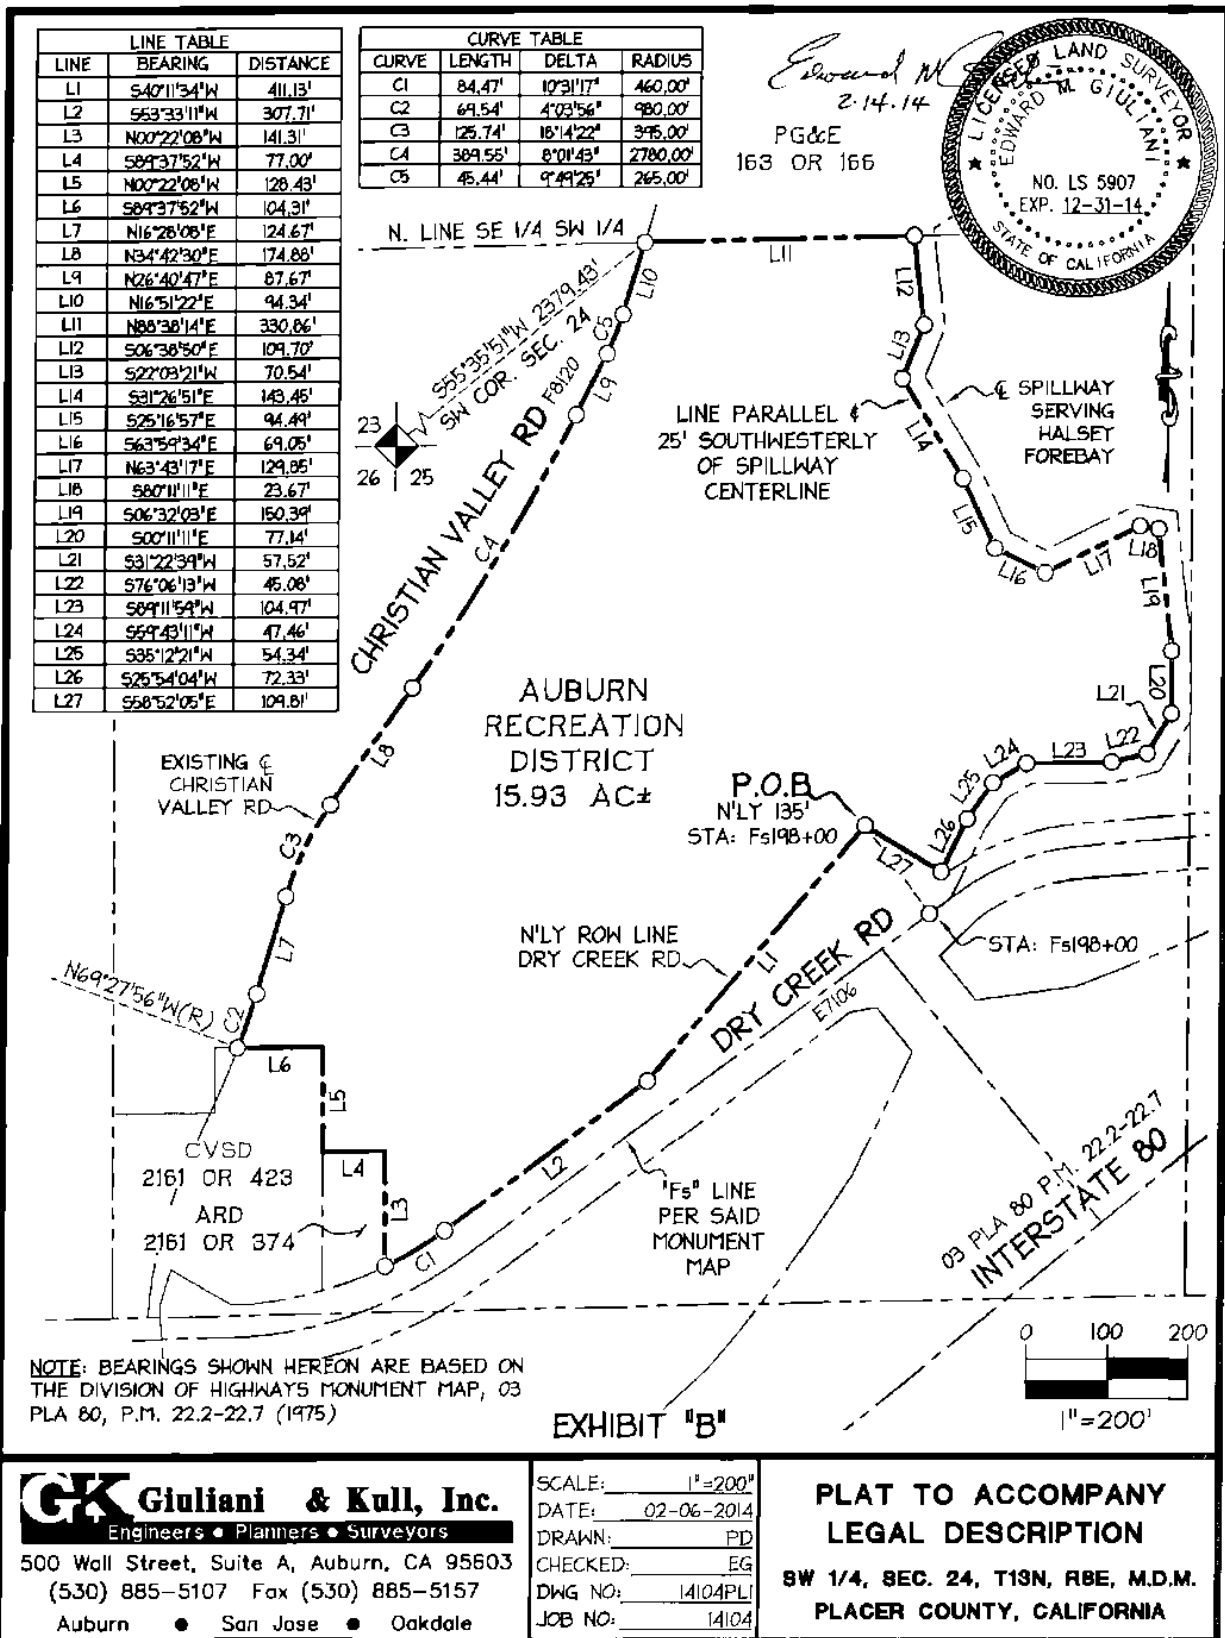 LINE TABLE
LINE BEARING DISTANCE
L1 S40°11'34"W 411.13'
L2 S53°33'11"W 307.71'
L3 N00°22'08"W 141.31'
L4 S89°37'52"W 77.00'
L5 N00°22'08"W 128.43'
L6 S89°37'52"W 104.31'
L7 N16°28'08"E 124.67'
L8 N34°42'30"E 174.88'
L9 N26°40'47"E 87.67'
L10 N16°51'22"E 94.34'
L11 N88°38'14"E 330.86'
L12 S06°38'50"E 109.70'
L13 S22°03'21"W 70.54'
L14 S31°26'51"E 143.45'
L15 S25°16'57"E 94.49'
L16 S63°59'34"E 69.05'
L17 N63°43'17"E 129.85'
L18 S80°11'11"E 23.67'
L19 S06°32'03"E 150.39'
L20 S00°11'11"E 77.14'
L21 S31°22'39"W 57.52'
L22 S76°06'13"W 45.08'
L23 S89°11'59"W 104.97'
L24 S59°43'11"W 47.46'
L25 S35°12'21"W 54.34'
L26 S25°54'04"W 72.33'
L27 S58°52'05"E 109.81'
CURVE TABLE
CURVE LENGTH DELTA RADIUS
C1 84.47' 10°31'17" 460.00'
C2 69.54' 4°03'56" 980.00'
C3 125.74' 18°14'22" 395.00'
C4 389.55' 8°01'43" 2780.00'
C5 45.44' 9°49'25" 265.00'
2.14.14
PG&E
163 OR 166
LICENSED LAND SURVEYOR
EDWARD M. GIULIANI
NO. LS 5907
EXP. 12-31-14
STATE OF CALIFORNIA
N. LINE SE 1/4 SW 1/4
L11
L10
L12
S55°35'51"W 2379.43'
SW COR. SEC. 24
C5
L13
L9
F8120
23
26 25
LINE PARALLEL &
25' SOUTHWESTERLY
OF SPILLWAY
CENTERLINE
℄ SPILLWAY
SERVING
HALSEY
FOREBAY
L14
L15
L16
L17
L18
L19
CHRISTIAN VALLEY RD
C4
AUBURN
RECREATION
DISTRICT
15.93 AC±
L20
L21
L22
L23
L24
L25
L26
L27
EXISTING ℄
CHRISTIAN
VALLEY RD
L8
C3
P.O.B
N'LY 135'
STA: Fs198+00
STA: Fs198+00
L7
N'LY ROW LINE
DRY CREEK RD
L1
DRY CREEK RD
E7106
N69°27'56"W(R)
C2
L6
L5
L4
L3
CVSD
2161 OR 423
ARD
2161 OR 374
C1
L2
"Fs" LINE
PER SAID
MONUMENT
MAP
03 PLA 80 P.M. 22.2-22.7
INTERSTATE 80
0 100 200
1"=200'
NOTE: BEARINGS SHOWN HEREON ARE BASED ON
THE DIVISION OF HIGHWAYS MONUMENT MAP, 03
PLA 80, P.M. 22.2-22.7 (1975)
EXHIBIT "B"
GK Giuliani & Kull, Inc.
Engineers ● Planners ● Surveyors
500 Wall Street, Suite A, Auburn, CA 95603
(530) 885-5107 Fax (530) 885-5157
Auburn ● San Jose ● Oakdale
SCALE: 1"=200"
DATE: 02-06-2014
DRAWN: PD
CHECKED: EG
DWG NO: 14104PL1
JOB NO: 14104
PLAT TO ACCOMPANY
LEGAL DESCRIPTION
SW 1/4, SEC. 24, T13N, R8E, M.D.M.
PLACER COUNTY, CALIFORNIA